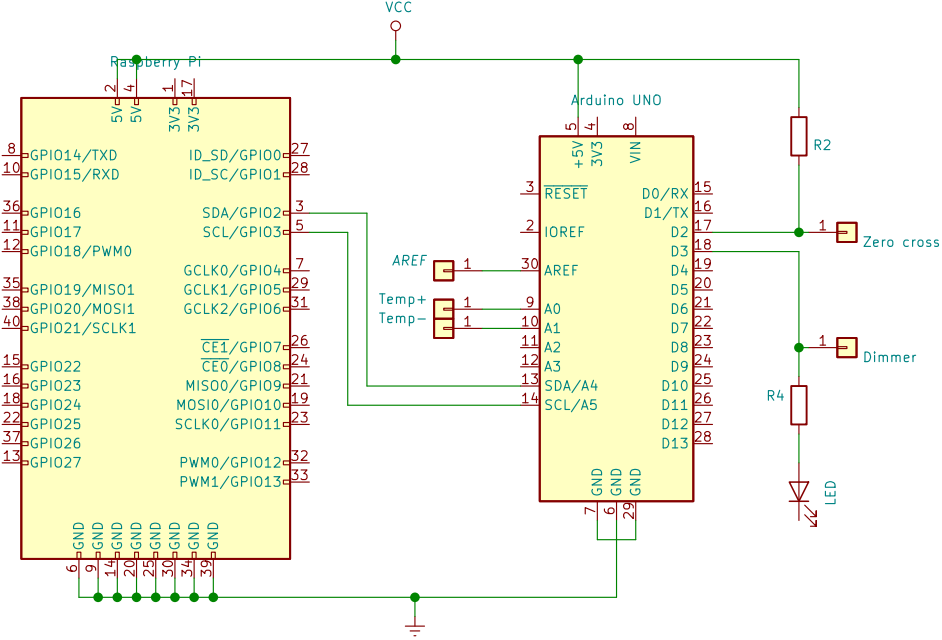 VCC
Raspberry Pi
2
4
1
17
5V
5V
3V3
3V3
8 GPIO14/TXD
10 GPIO15/RXD
36 GPIO16
11 GPIO17
12 GPIO18/PWM0
35 GPIO19/MISO1
38 GPIO20/MOSI1
40 GPIO21/SCLK1
15 GPIO22
16 GPIO23
18 GPIO24
22 GPIO25
37 GPIO26
13 GPIO27
ID_SD/GPIO0 27
ID_SC/GPIO1 28
SDA/GPIO2 3
SCL/GPIO3 5
GCLK0/GPIO4 7
GCLK1/GPIO5 29
GCLK2/GPIO6 31
CE1/GPIO7 26
CE0/GPIO8 24
MISO0/GPIO9 21
MOSI0/GPIO10 19
SCLK0/GPIO11 23
PWM0/GPIO12 32
PWM1/GPIO13 33
GND
GND
GND
GND
GND
GND
GND
GND
6
9
14
20
25
30
34
39
AREF 1
Temp+ 1
Temp- 1
Arduino UNO
5
4
8
+5V
3V3
VIN
3 RESET
2 IOREF
30 AREF
9 A0
10 A1
11 A2
12 A3
13 SDA/A4
14 SCL/A5
D0/RX 15
D1/TX 16
D2 17
D3 18
D4 19
D5 20
D6 21
D7 22
D8 23
D9 24
D10 25
D11 26
D12 27
D13 28
GND
GND
GND
7
6
29
R2
1
Zero cross
1
Dimmer
R4
LED